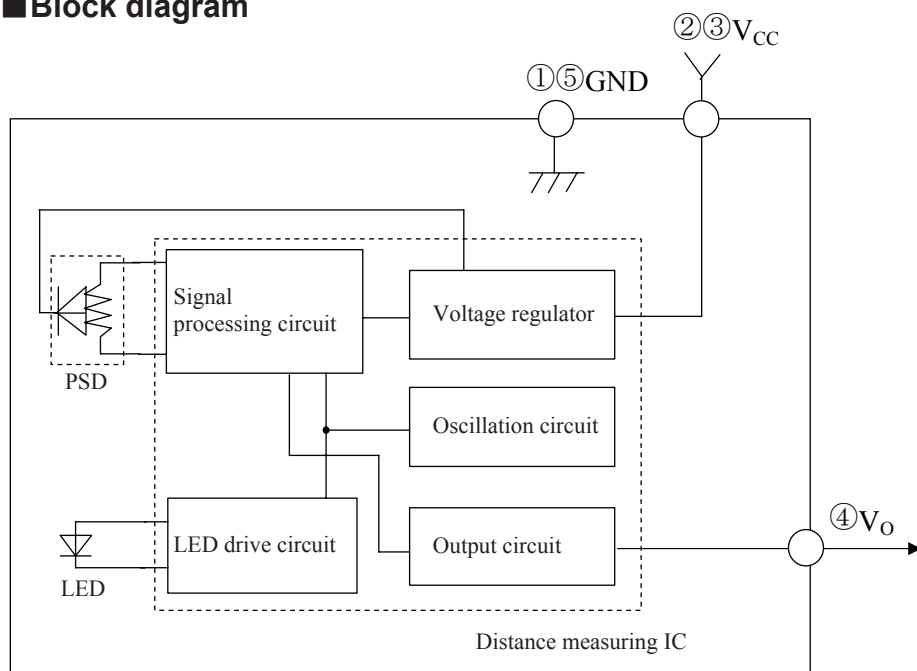 ■Block diagram
②③VCC
①⑤GND
Signal
processing circuit
Voltage regulator
PSD
Oscillation circuit
④VO
LED drive circuit
Output circuit
LED
Distance measuring IC